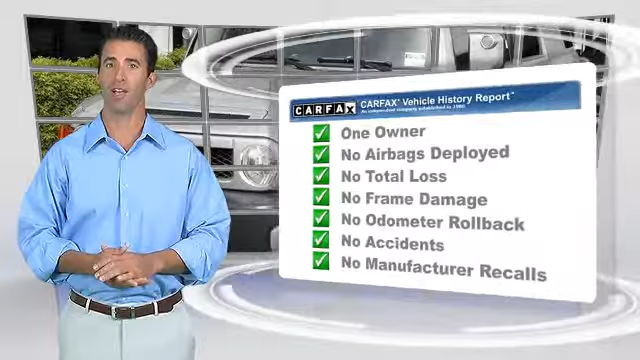 CARFAX CARFAX Vehicle History Report™
An independent company established in 1986
One Owner
No Airbags Deployed
No Total Loss
No Frame Damage
No Odometer Rollback
No Accidents
No Manufacturer Recalls